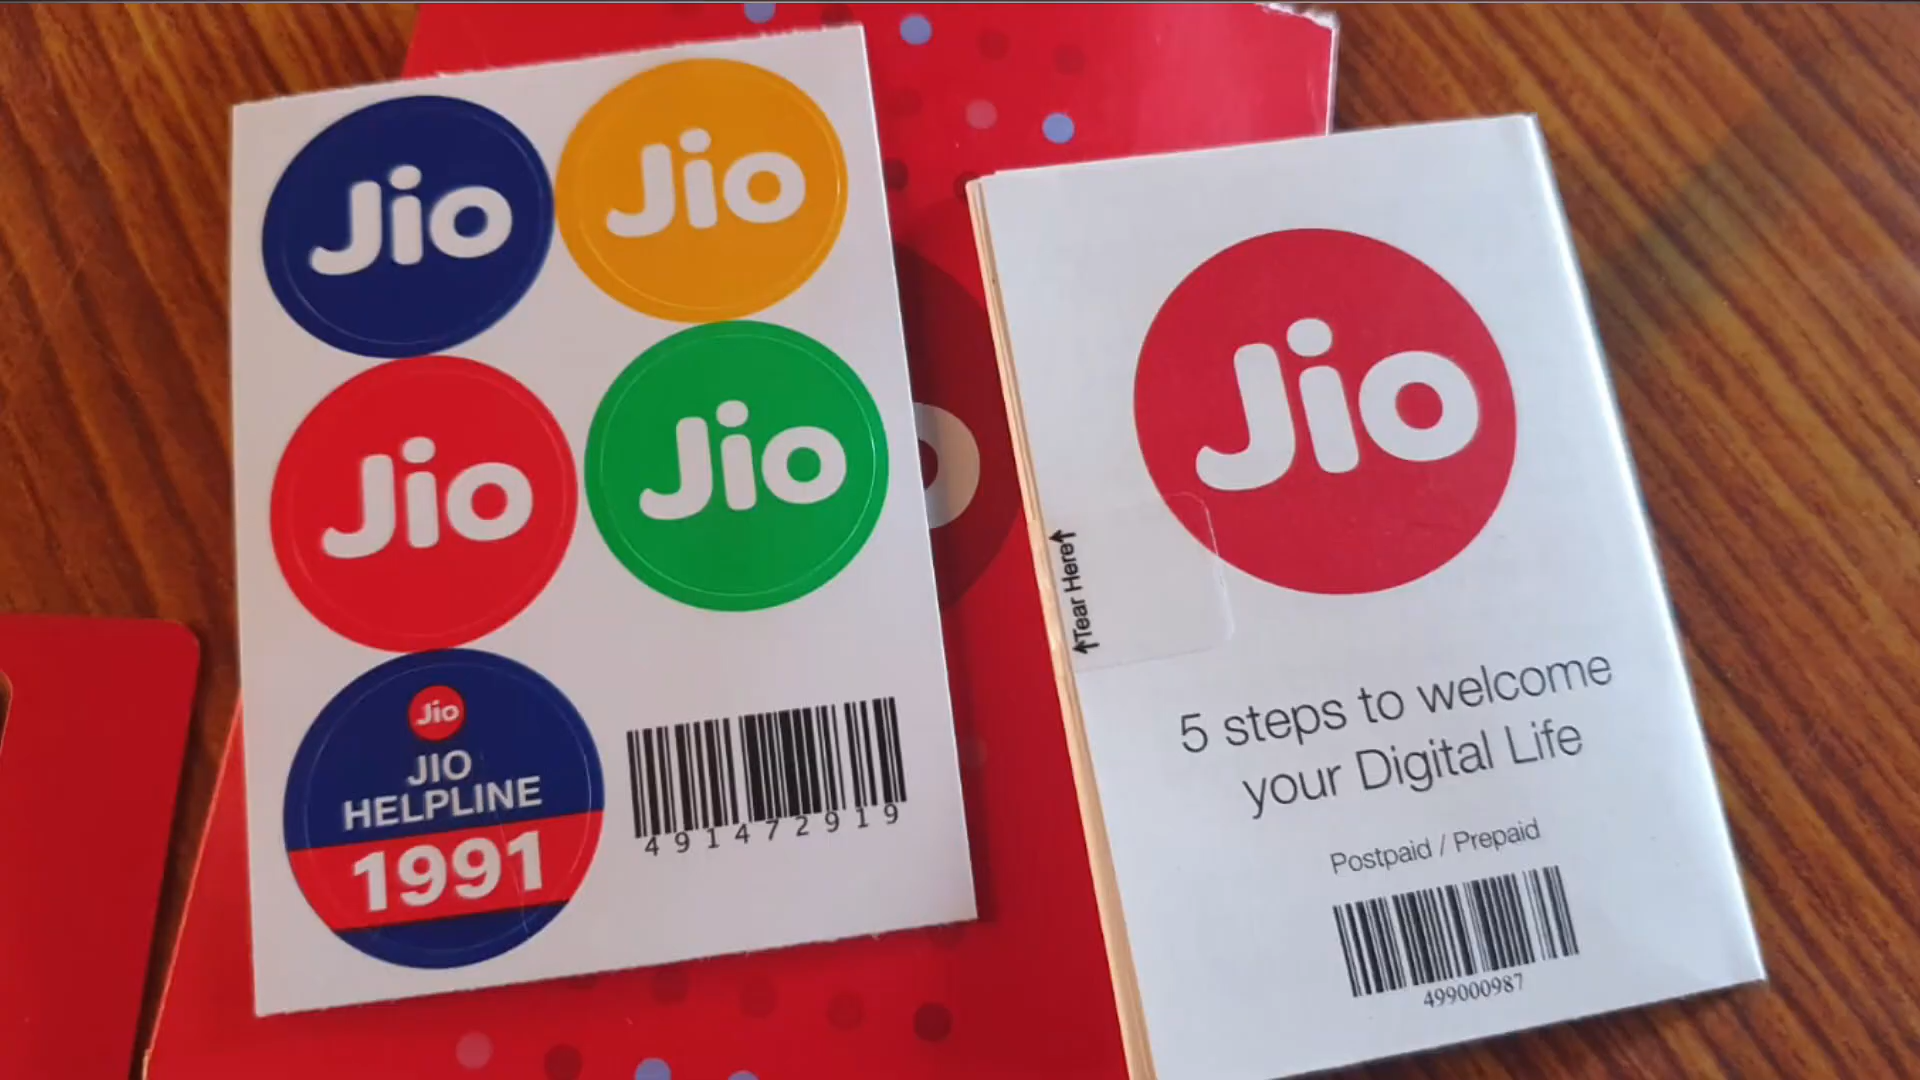 Jio
Jio
Jio
Jio
Jio
JIO
HELPLINE
1991
491472919
Jio
↑Tear Here↑
5 steps to welcome
your Digital Life
Postpaid / Prepaid
499000987